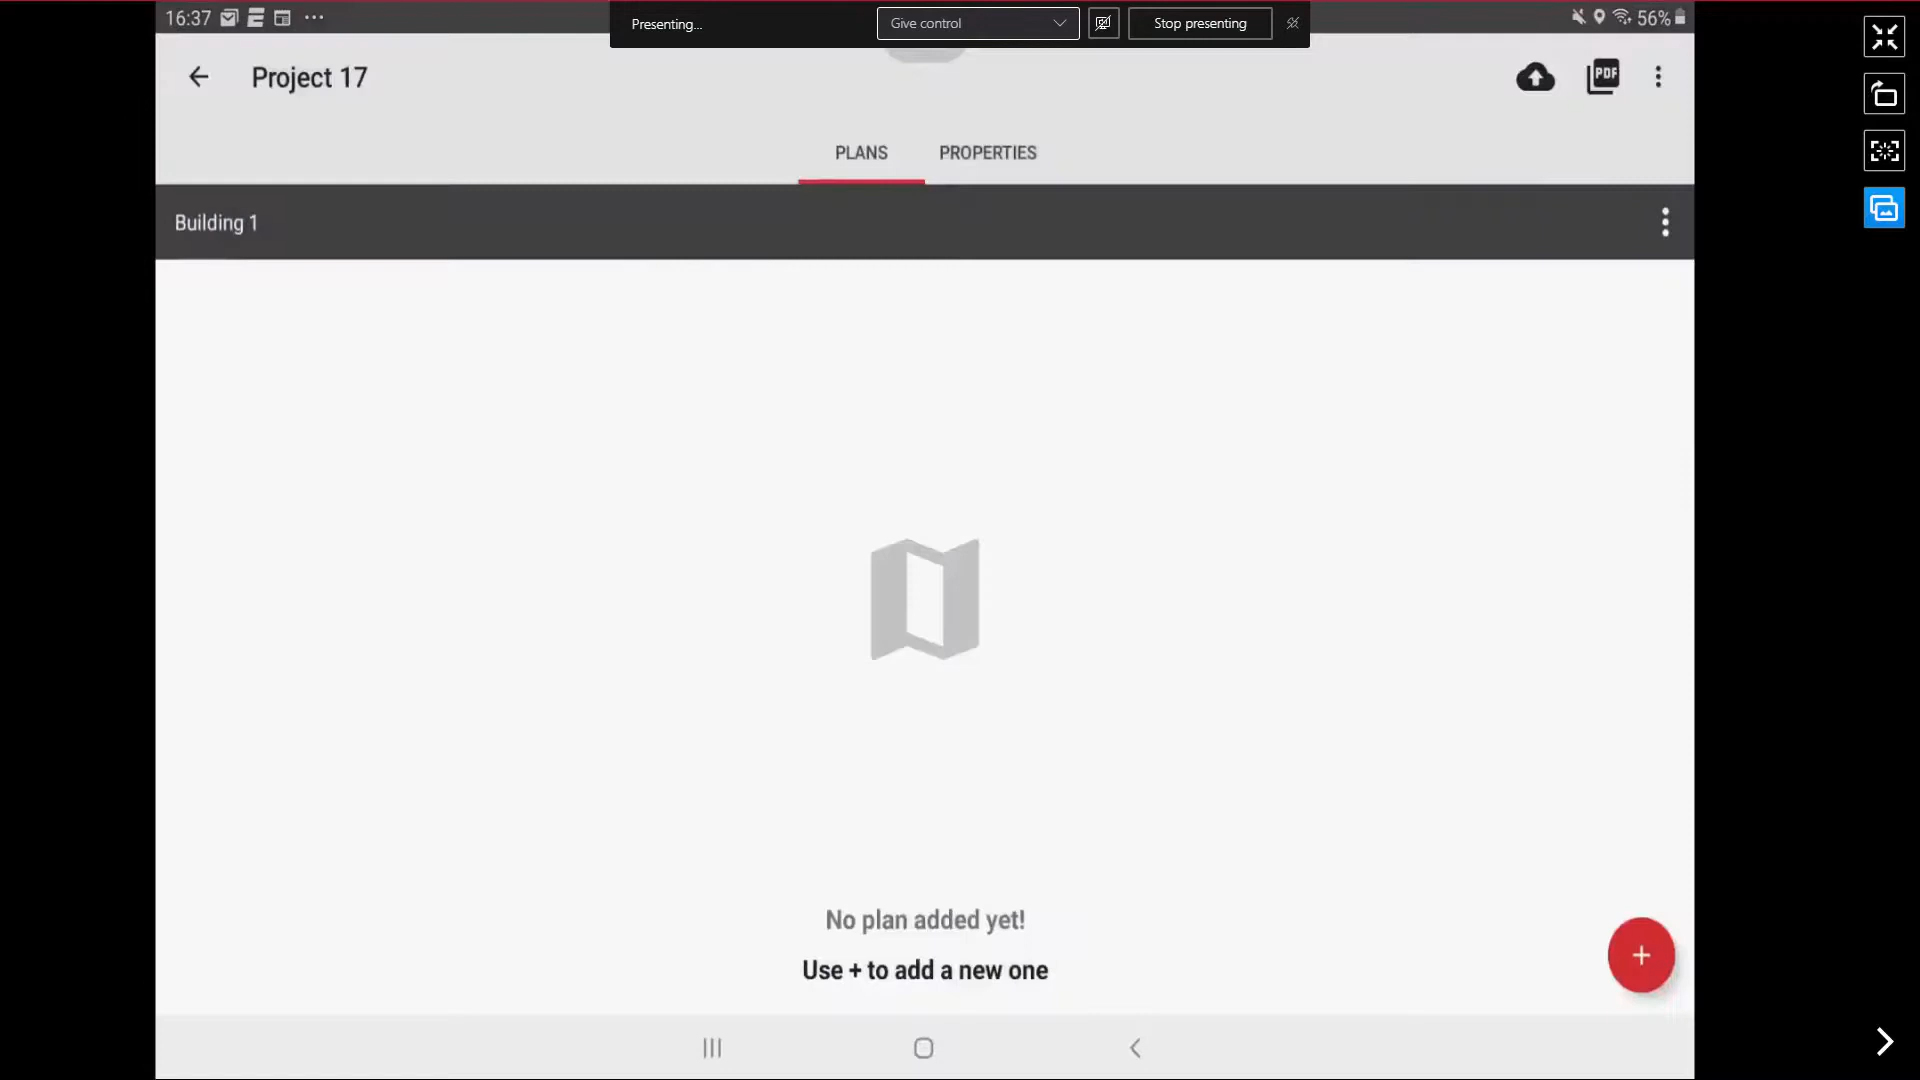 16:37
Presenting...
Give control
Stop presenting
56%
Project 17
PDF
PLANS
PROPERTIES
Building 1
No plan added yet!
Use + to add a new one
+